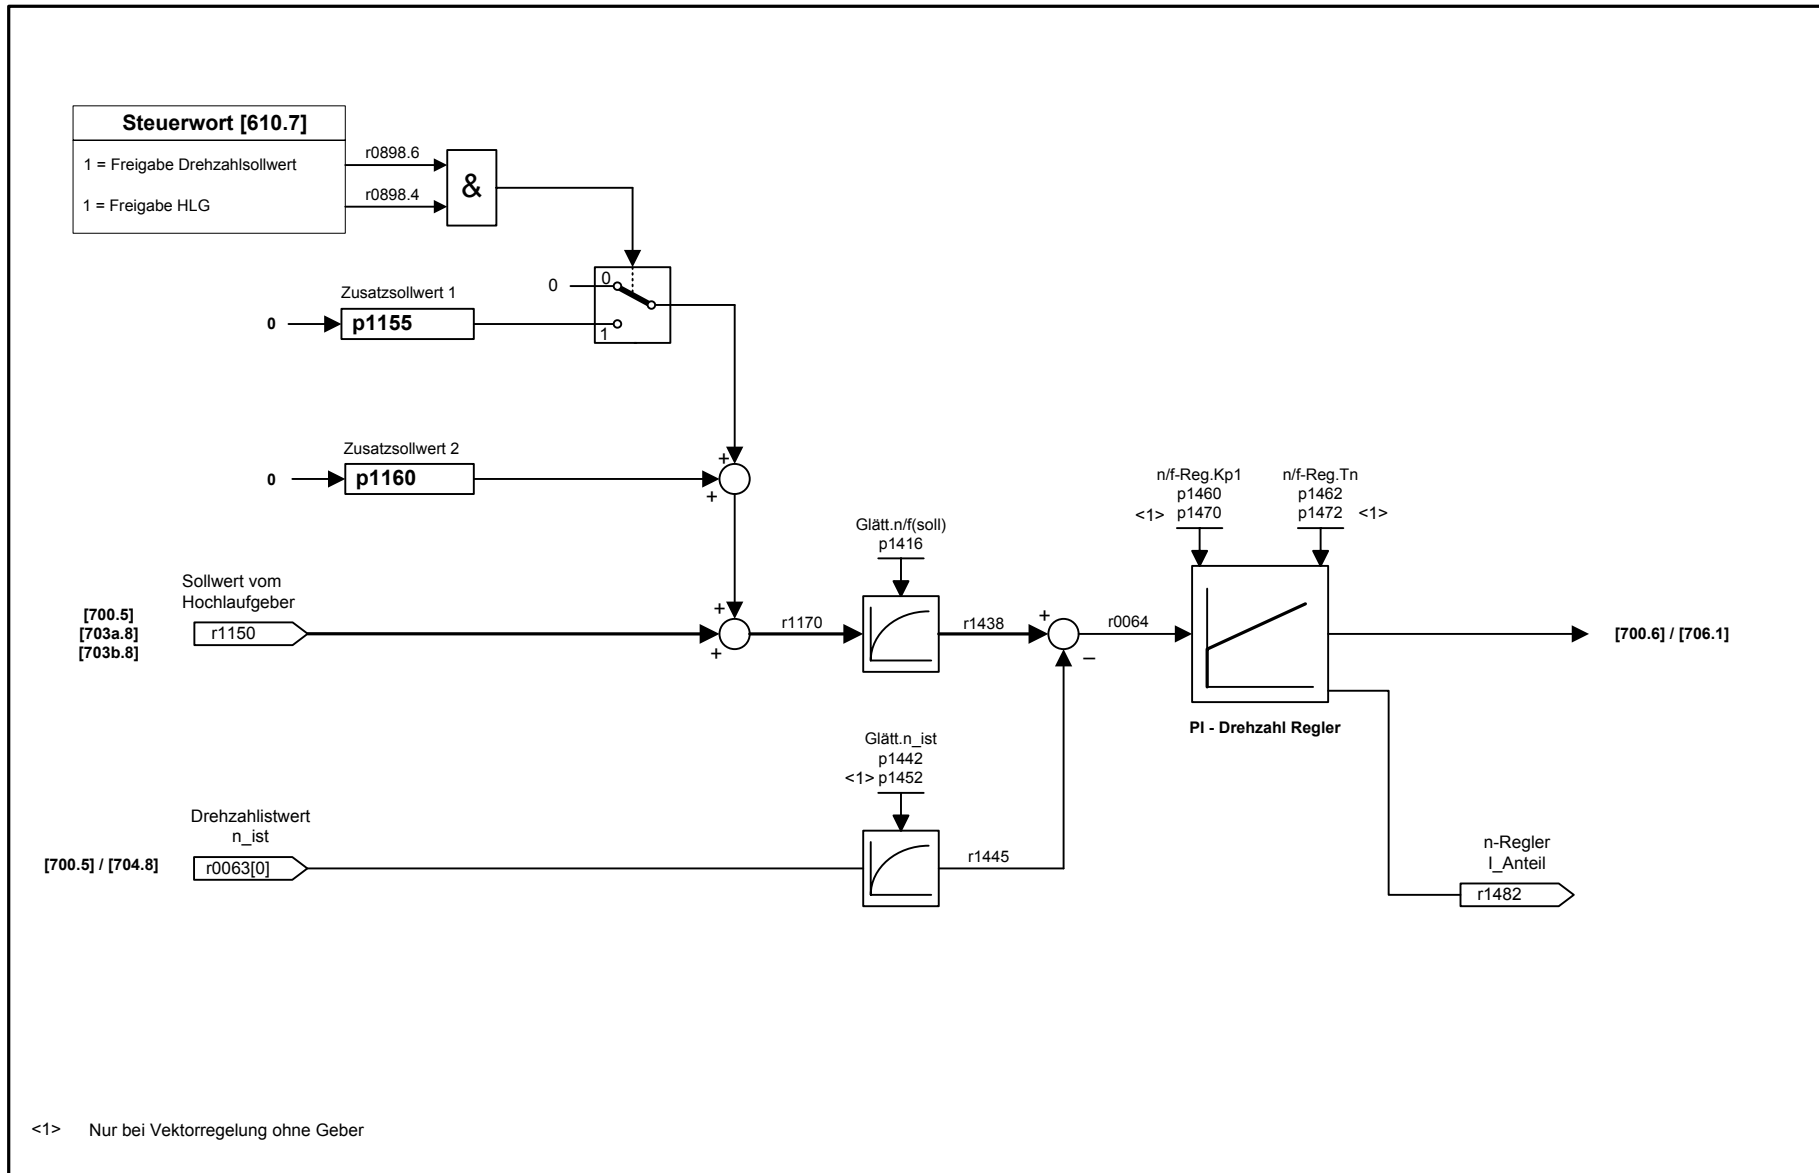 Steuerwort [610.7]
1 = Freigabe Drehzahlsollwert
r0898.6
1 = Freigabe HLG
r0898.4
&
0
0
1
Zusatzsollwert 1
0
p1155
Zusatzsollwert 2
0
p1160
+
+
Sollwert vom
Hochlaufgeber
[700.5]
[703a.8]
[703b.8]
r1150
+
+
r1170
Glätt.n/f(soll)
p1416
r1438
+
–
r0064
n/f-Reg.Kp1
p1460
<1> p1470
n/f-Reg.Tn
p1462
p1472 <1>
PI - Drehzahl Regler
[700.6] / [706.1]
Glätt.n_ist
p1442
<1> p1452
Drehzahlistwert
n_ist
[700.5] / [704.8]
r0063[0]
r1445
n-Regler
I_Anteil
r1482
<1> Nur bei Vektorregelung ohne Geber